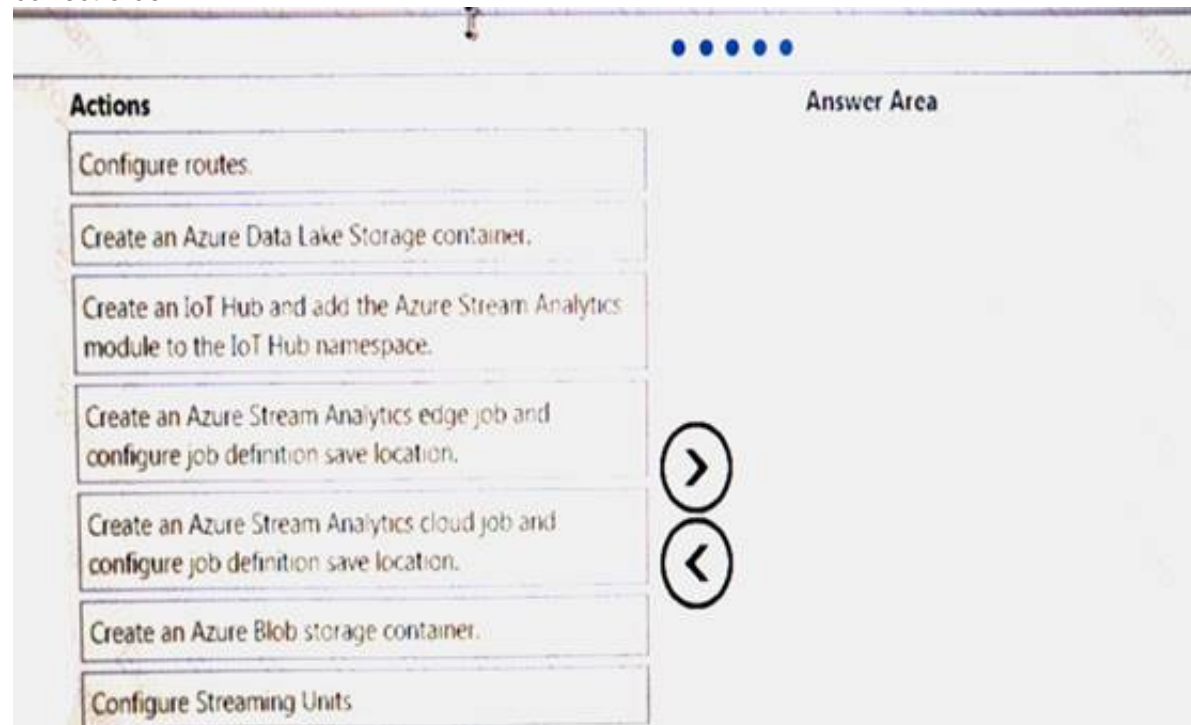 Actions
Answer Area
Configure routes.
Create an Azure Data Lake Storage container.
Create an IoT Hub and add the Azure Stream Analytics
module to the IoT Hub namespace.
Create an Azure Stream Analytics edge job and
configure job definition save location.
Create an Azure Stream Analytics cloud job and
configure job definition save location.
Create an Azure Blob storage container.
Configure Streaming Units